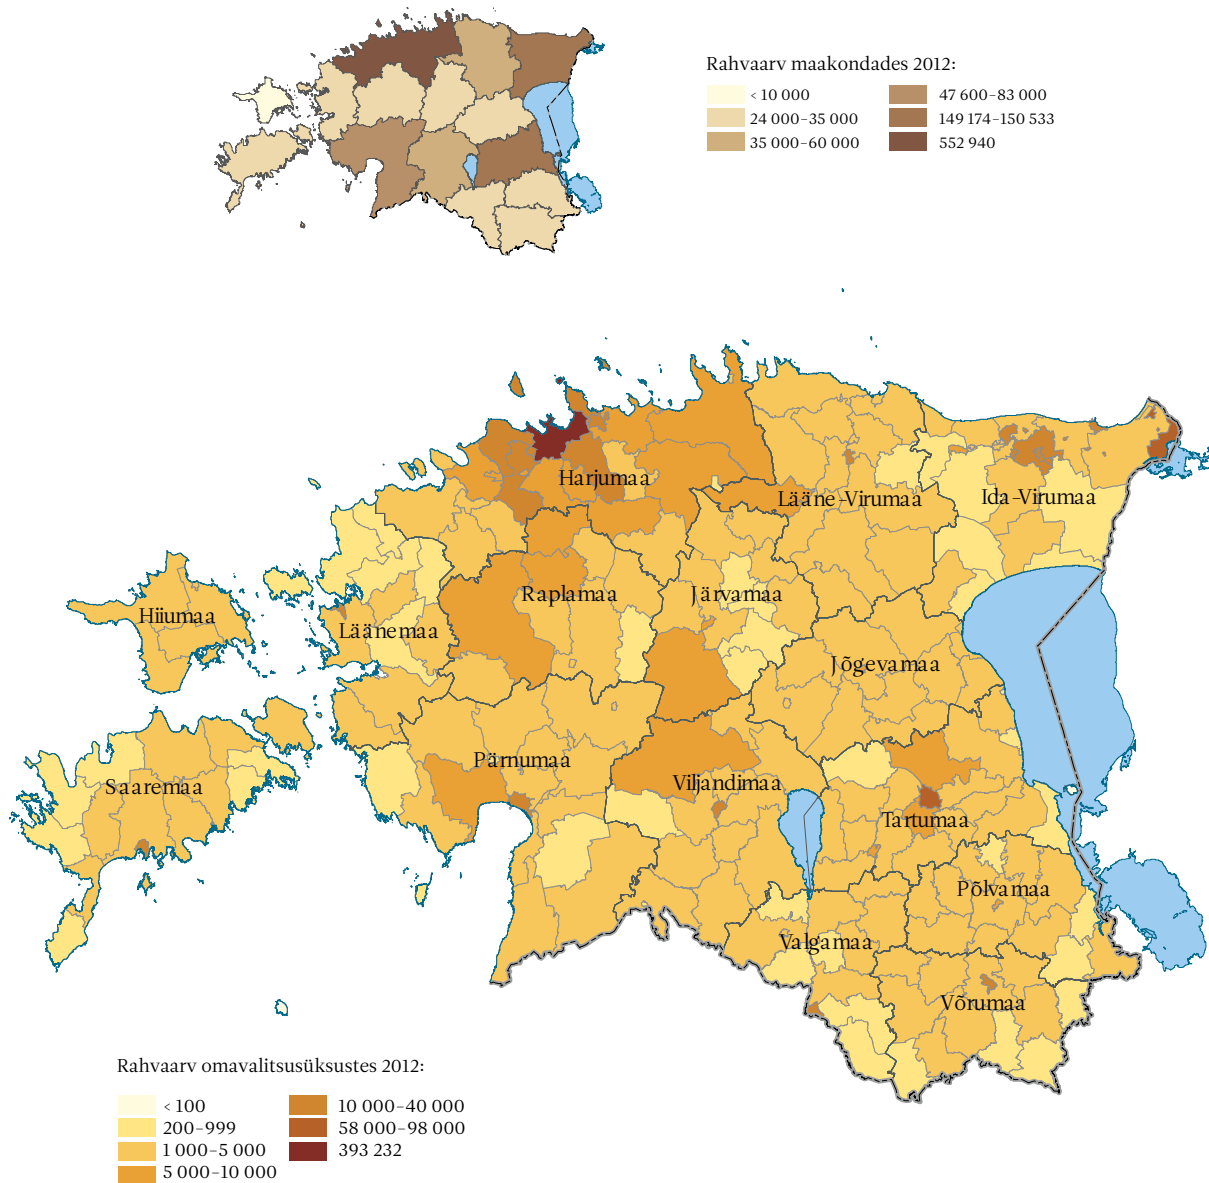 Rahvaarv maakondades 2012:
< 10 000
24 000–35 000
35 000–60 000
47 600–83 000
149 174–150 533
552 940
Harjumaa
Lääne-Virumaa
Ida-Virumaa
Hiiumaa
Läänemaa
Raplamaa
Järvamaa
Jõgevamaa
Saaremaa
Pärnumaa
Viljandimaa
Tartumaa
Põlvamaa
Valgamaa
Võrumaa
Rahvaarv omavalitsusüksustes 2012:
< 100
200–999
1 000–5 000
5 000–10 000
10 000–40 000
58 000–98 000
393 232